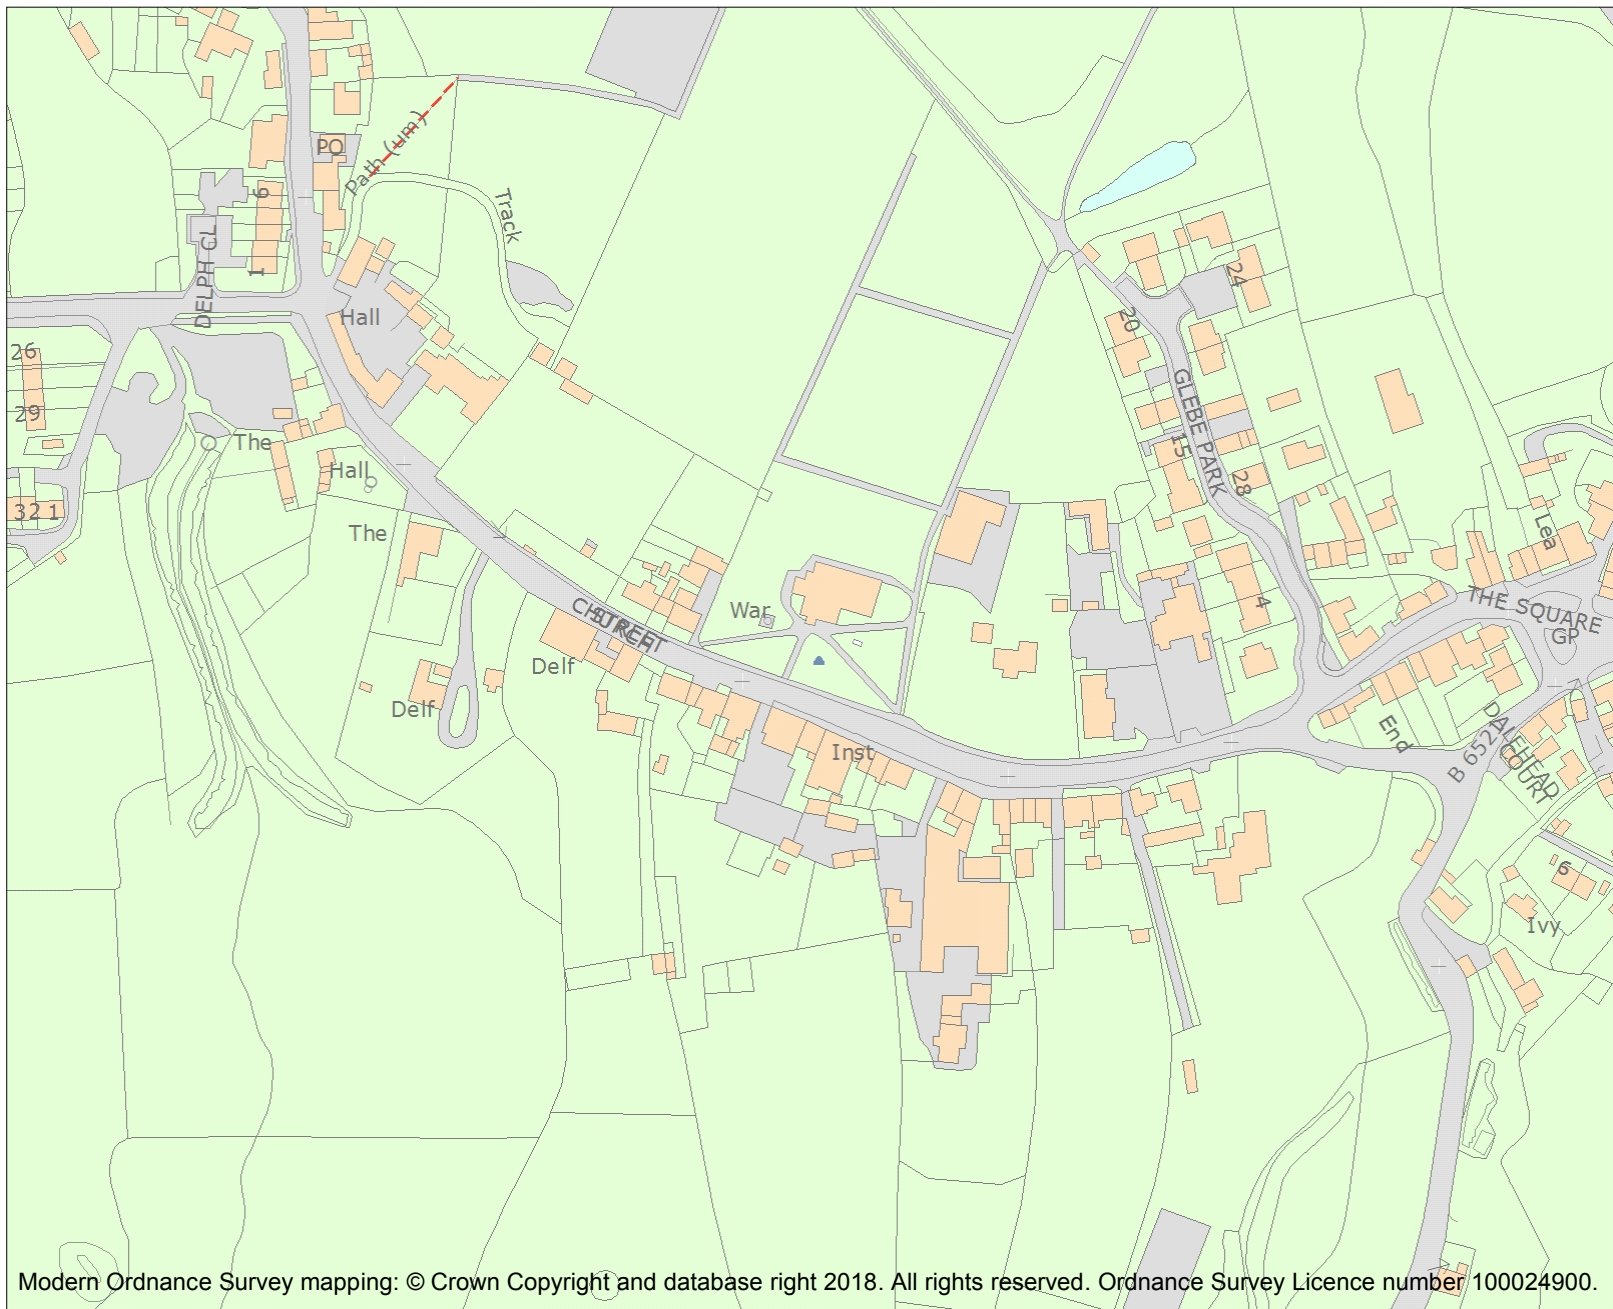 PO
Path (um)
Track
6
1
DELPH CL
Hall
26
29
The
Hall
32 1
The
CHURCH
STREET
War
Delf
Delf
Inst
24
20
GLEBE PARK
15
28
4
Lea
THE SQUARE
GP
End
B 6521
DALEHEAD
COURT
6
Ivy
Modern Ordnance Survey mapping: © Crown Copyright and database right 2018. All rights reserved. Ordnance Survey Licence number 100024900.